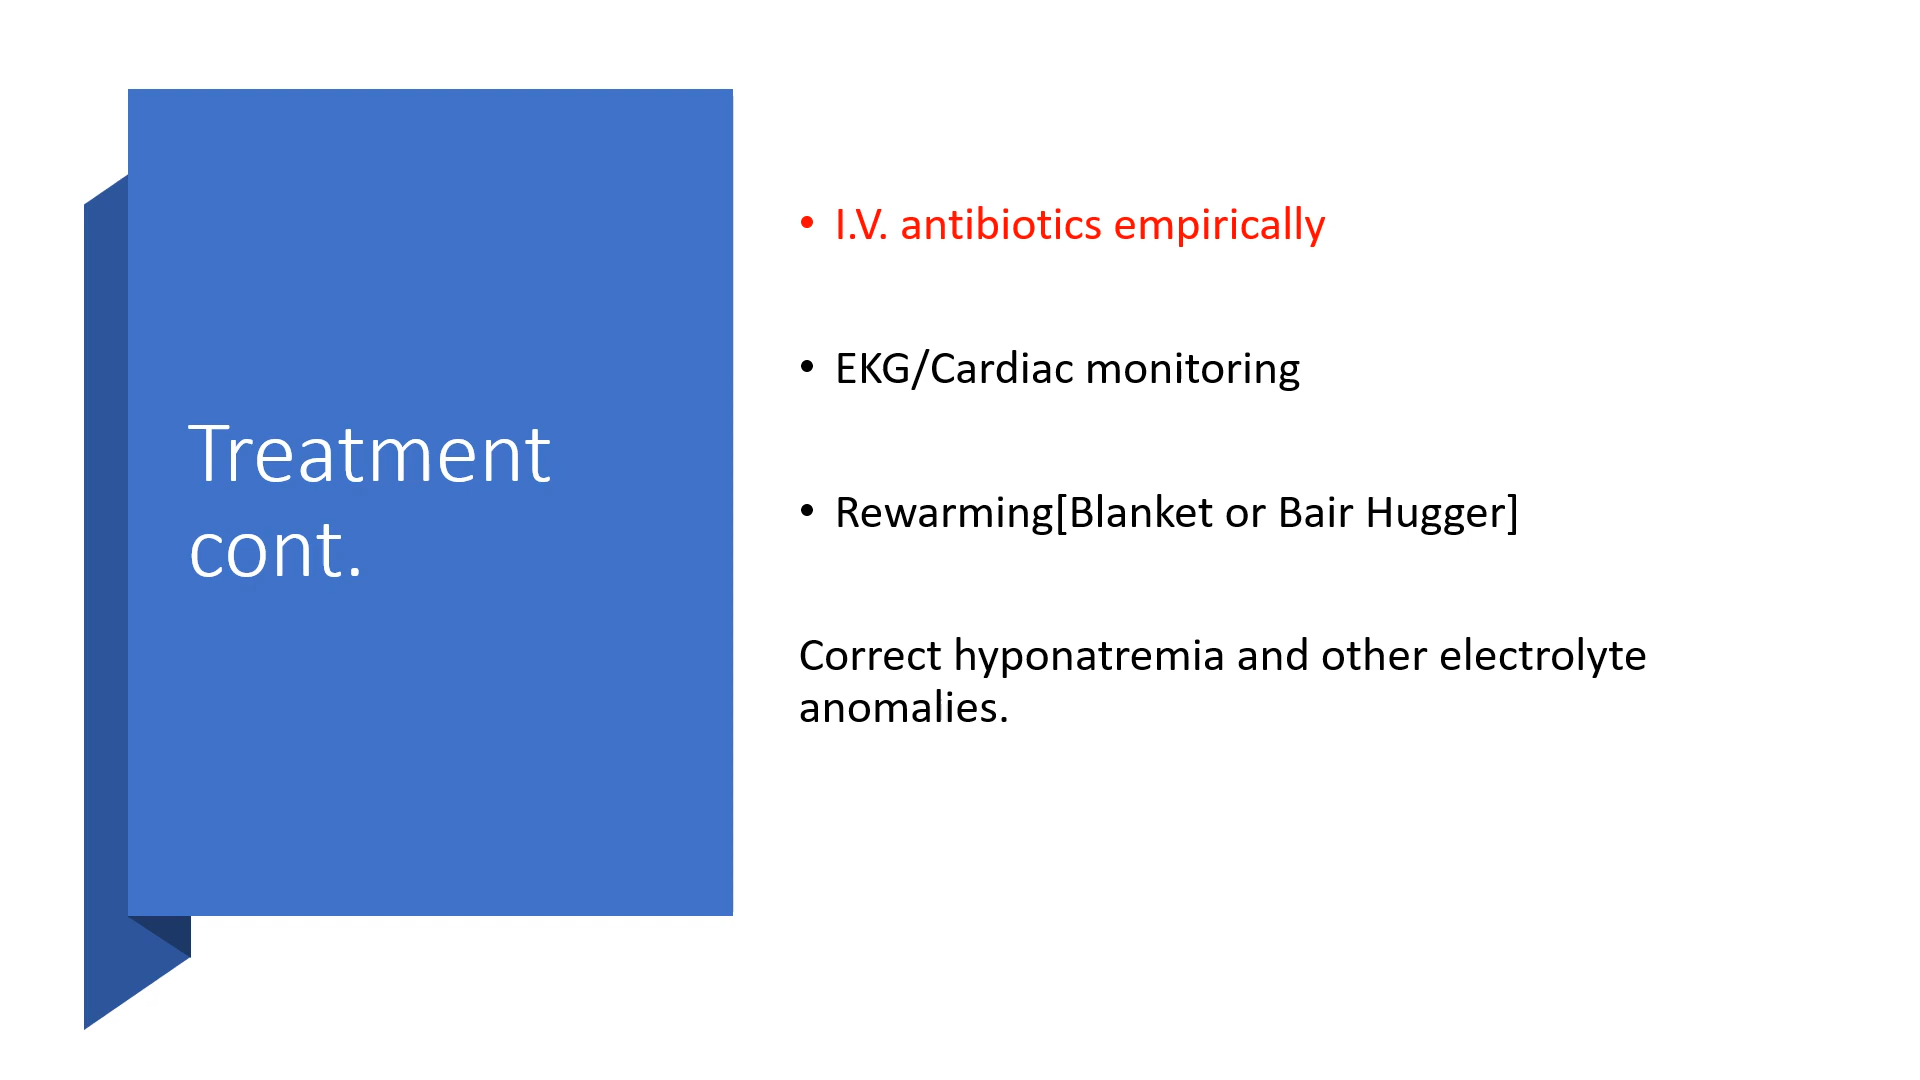 Treatment
cont.
• I.V. antibiotics empirically
• EKG/Cardiac monitoring
• Rewarming[Blanket or Bair Hugger]
Correct hyponatremia and other electrolyte
anomalies.